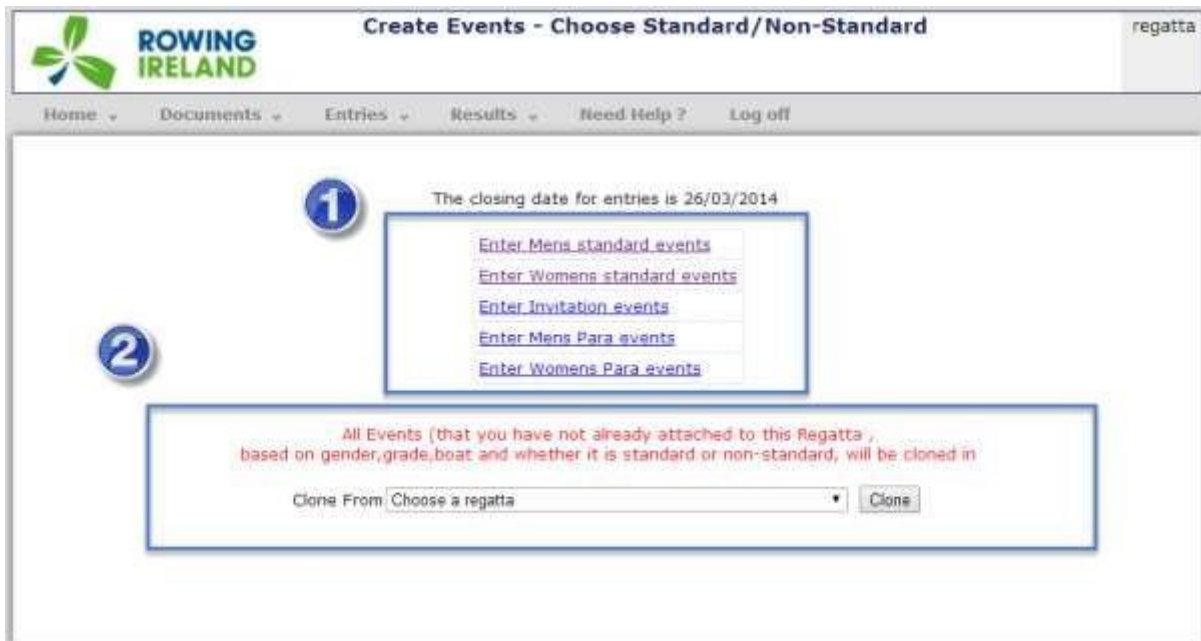 Create Events - Choose Standard/Non-Standard
regatta
ROWING
IRELAND
Home Documents Entries Results Need Help ? Log off
1
The closing date for entries is 26/03/2014
Enter Mens standard events
Enter Womens standard events
Enter Invitation events
Enter Mens Para events
Enter Womens Para events
2
All Events (that you have not already attached to this Regatta ,
based on gender,grade,boat and whether it is standard or non-standard, will be cloned in
Clone From Choose a regatta Clone